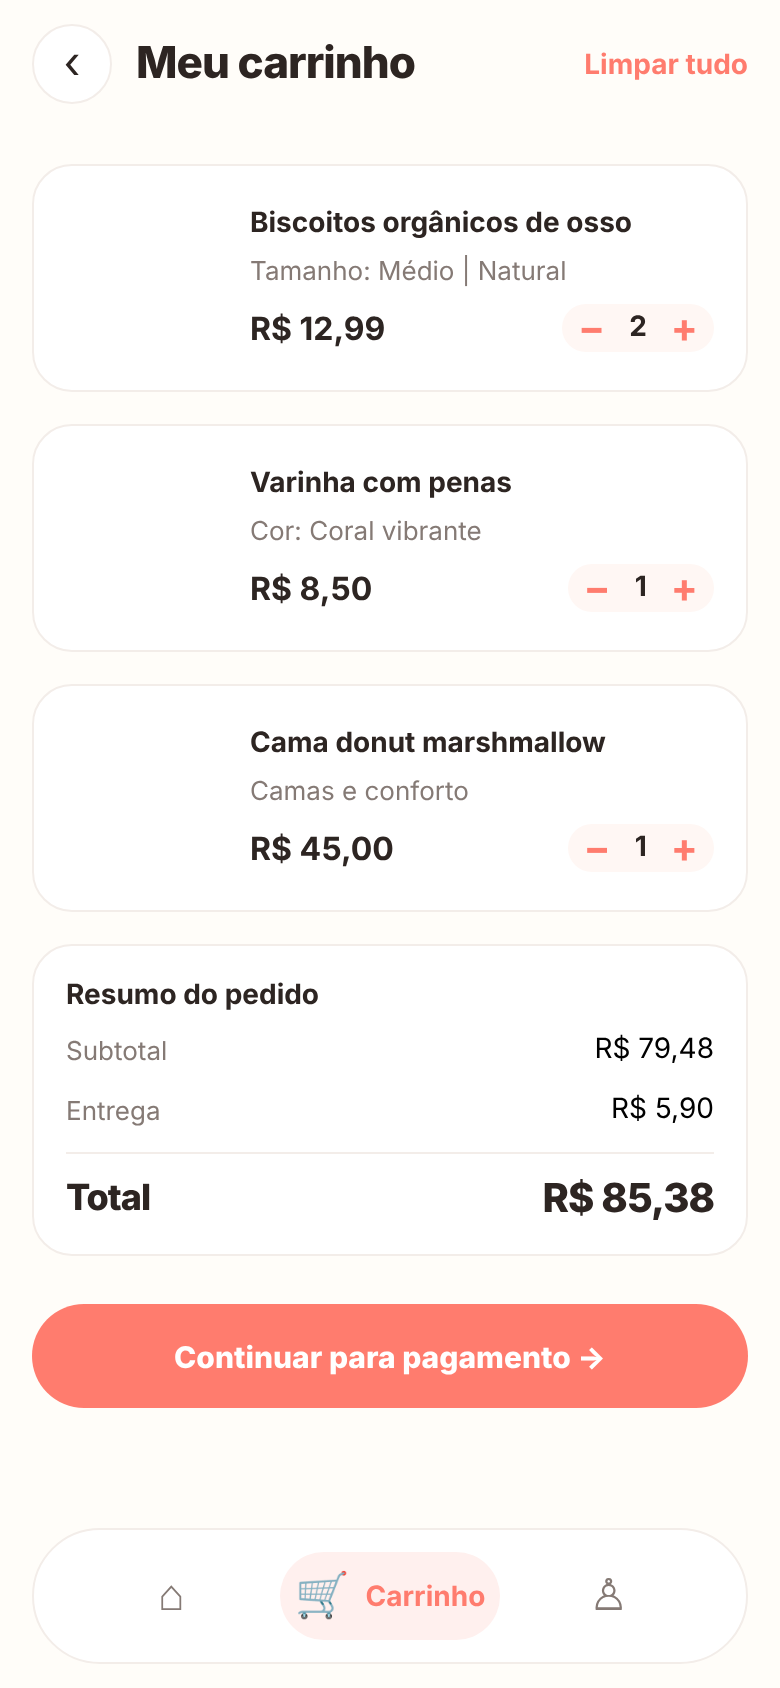 Meu carrinho
Limpar tudo
Biscoitos orgânicos de osso
Tamanho: Médio | Natural
R$ 12,99
− 2 +
Varinha com penas
Cor: Coral vibrante
R$ 8,50
− 1 +
Cama donut marshmallow
Camas e conforto
R$ 45,00
− 1 +
Resumo do pedido
Subtotal R$ 79,48
Entrega R$ 5,90
Total R$ 85,38
Continuar para pagamento →
Carrinho